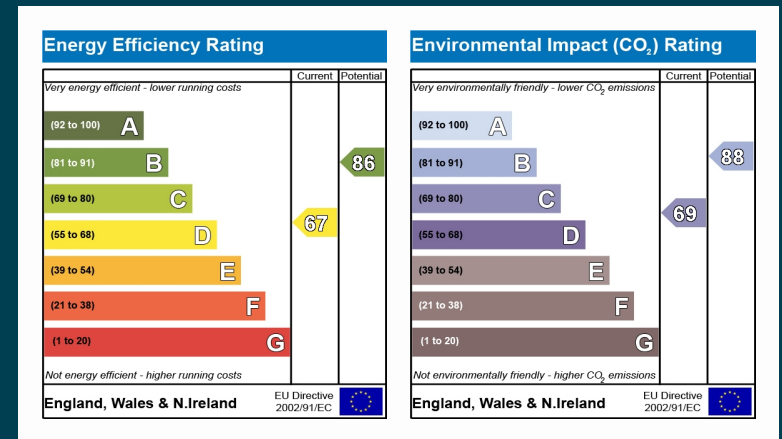 Energy Efficiency Rating
Current Potential
Very energy efficient - lower running costs
(92 to 100) A
(81 to 91) B
86
(69 to 80) C
67
(55 to 68) D
(39 to 54) E
(21 to 38) F
(1 to 20) G
Not energy efficient - higher running costs
England, Wales & N.Ireland
EU Directive
2002/91/EC
Environmental Impact (CO₂) Rating
Current Potential
Very environmentally friendly - lower CO₂ emissions
(92 to 100) A
(81 to 91) B
88
(69 to 80) C
69
(55 to 68) D
(39 to 54) E
(21 to 38) F
(1 to 20) G
Not environmentally friendly - higher CO₂ emissions
England, Wales & N.Ireland
EU Directive
2002/91/EC